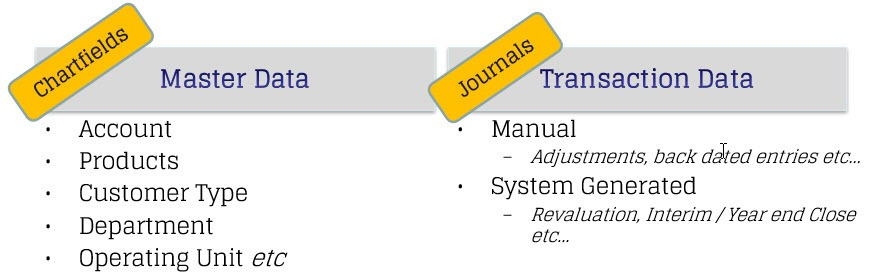 Chartfields
Master Data
• Account
• Products
• Customer Type
• Department
• Operating Unit etc
Journals
Transaction Data
• Manual
– Adjustments, back dated entries etc...
• System Generated
– Revaluation, Interim / Year end Close
etc...